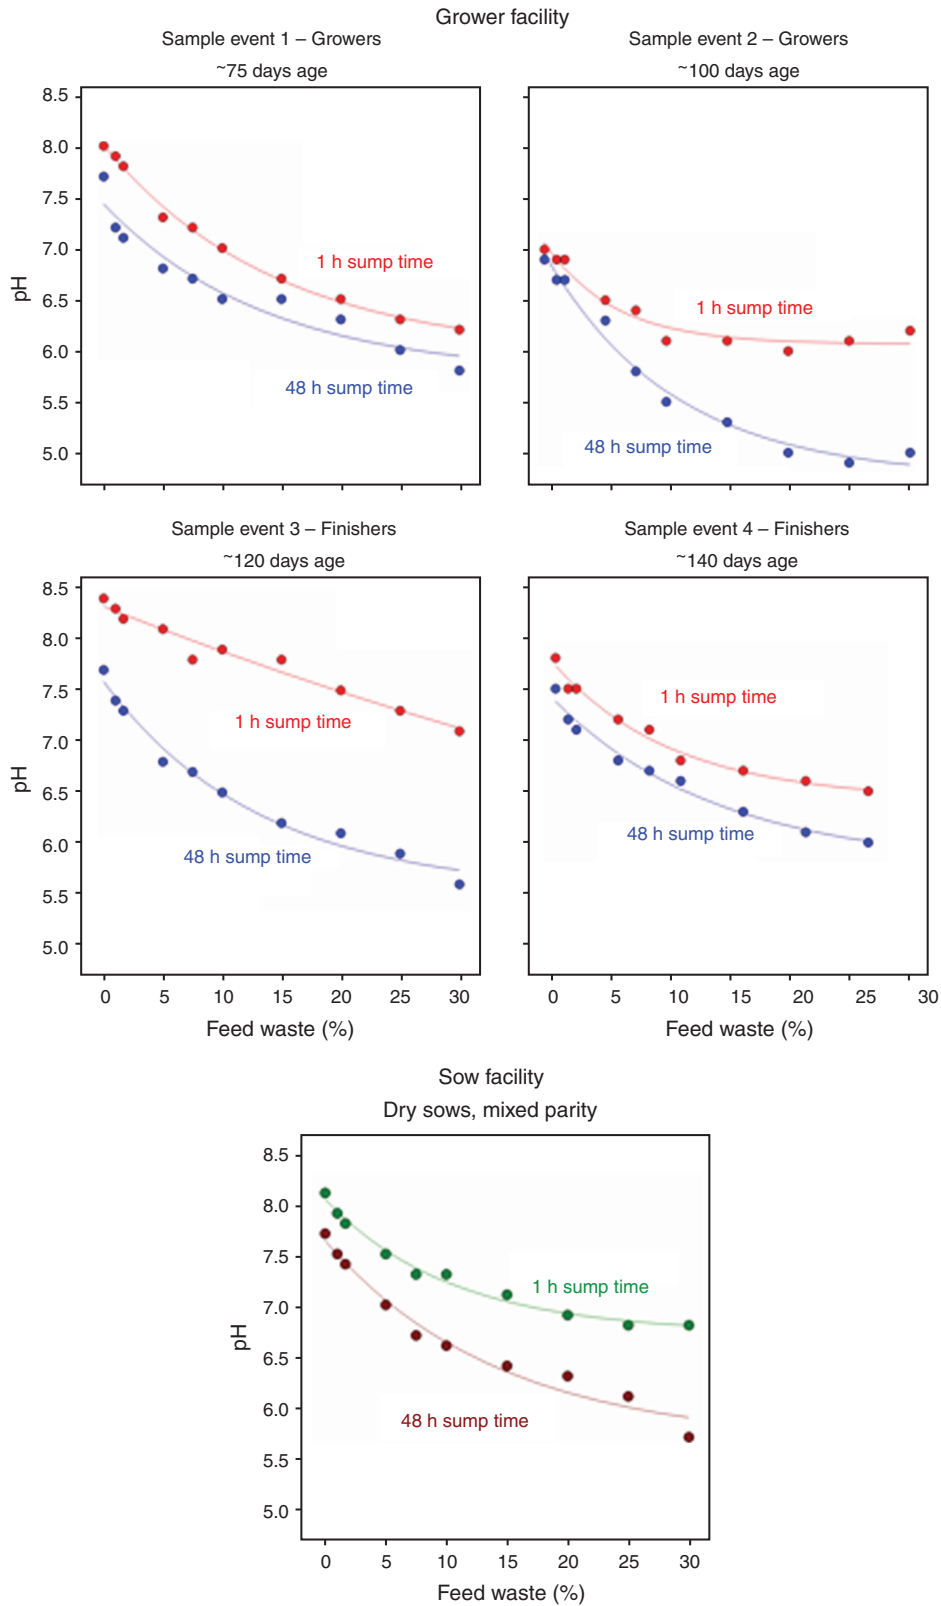 Grower facility
Sample event 1 – Growers
~75 days age
Sample event 2 – Growers
~100 days age
8.5
8.0
7.5
7.0
6.5
6.0
5.5
5.0
pH
1 h sump time
48 h sump time
1 h sump time
48 h sump time
Sample event 3 – Finishers
~120 days age
Sample event 4 – Finishers
~140 days age
8.5
8.0
7.5
7.0
6.5
6.0
5.5
5.0
pH
1 h sump time
48 h sump time
1 h sump time
48 h sump time
0 5 10 15 20 25 30
Feed waste (%)
0 5 10 15 20 25 30
Feed waste (%)
Sow facility
Dry sows, mixed parity
8.5
8.0
7.5
7.0
6.5
6.0
5.5
5.0
pH
1 h sump time
48 h sump time
0 5 10 15 20 25 30
Feed waste (%)